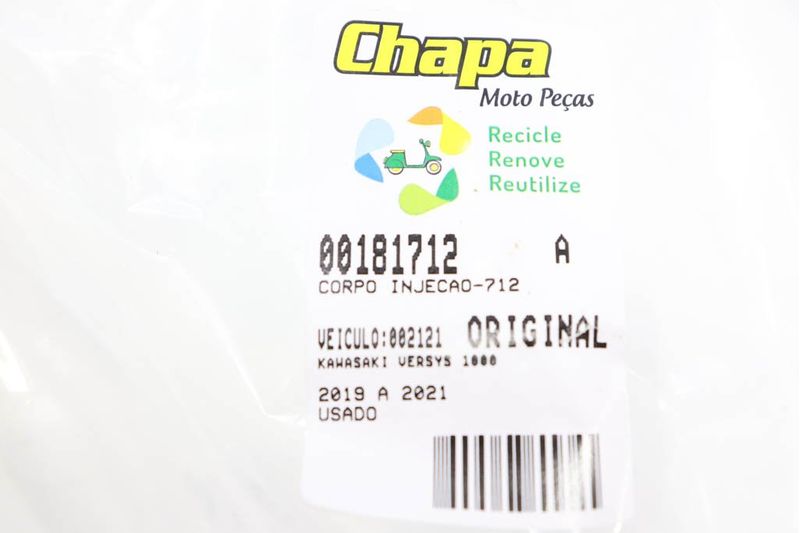 Chapa
Moto Peças
Recicle
Renove
Reutilize
00181712 A
CORPO INJECAO-712
VEICULO:002121 ORIGINAL
KAWASAKI VERSYS 1000
2019 A 2021
USADO